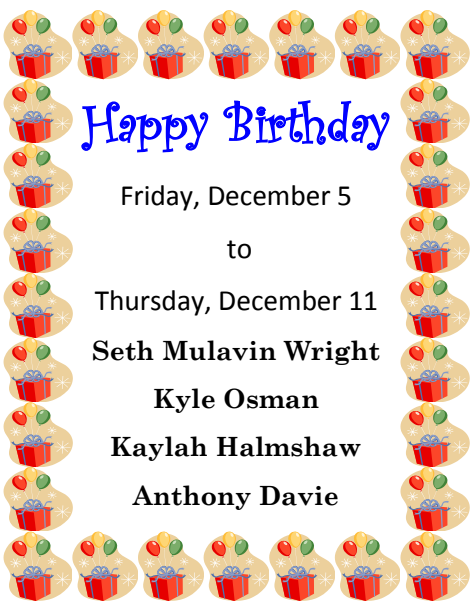 Happy Birthday
Friday, December 5
to
Thursday, December 11
Seth Mulavin Wright
Kyle Osman
Kaylah Halmshaw
Anthony Davie